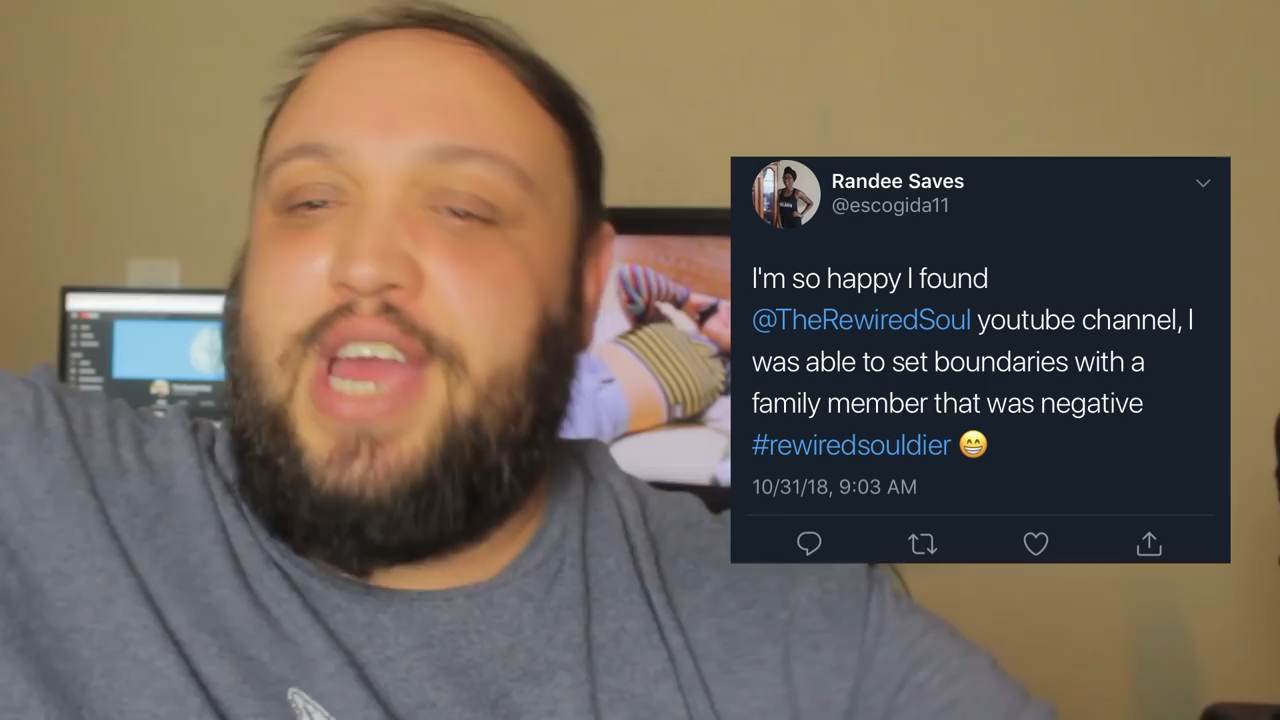 Randee Saves
@escogida11
I'm so happy I found
@TheRewiredSoul youtube channel, I
was able to set boundaries with a
family member that was negative
#rewiredsouldier 😁
10/31/18, 9:03 AM